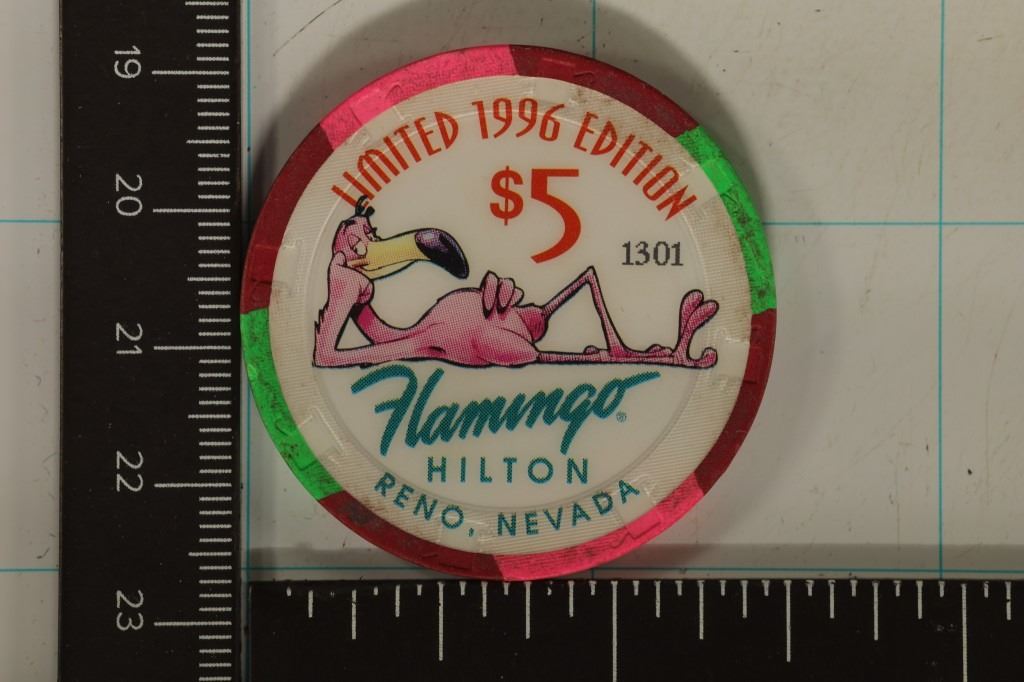 LIMITED 1996 EDITION
$5
1301
Flamingo®
HILTON
RENO, NEVADA
19
20
21
22
23